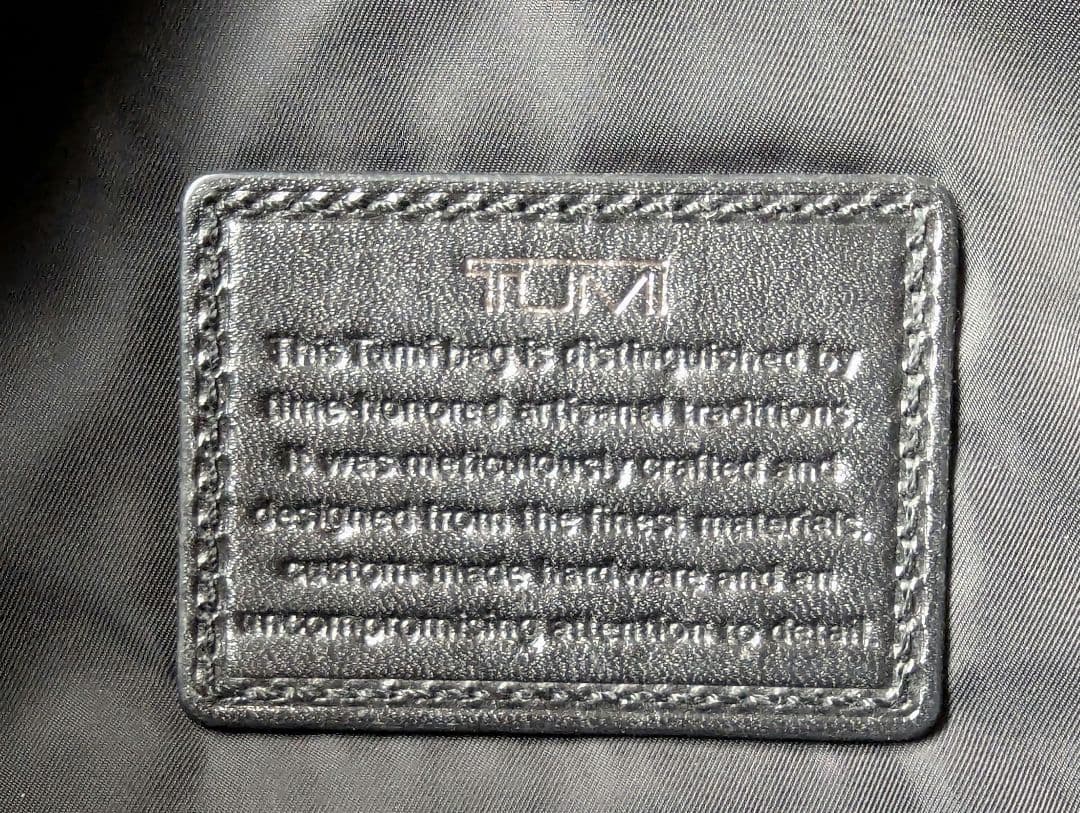 TUMI
This Tumi bag is distinguished by
time-honored artisanal traditions.
It was meticulously crafted and
designed from the finest materials,
custom-made hardware and an
uncompromising attention to detail.